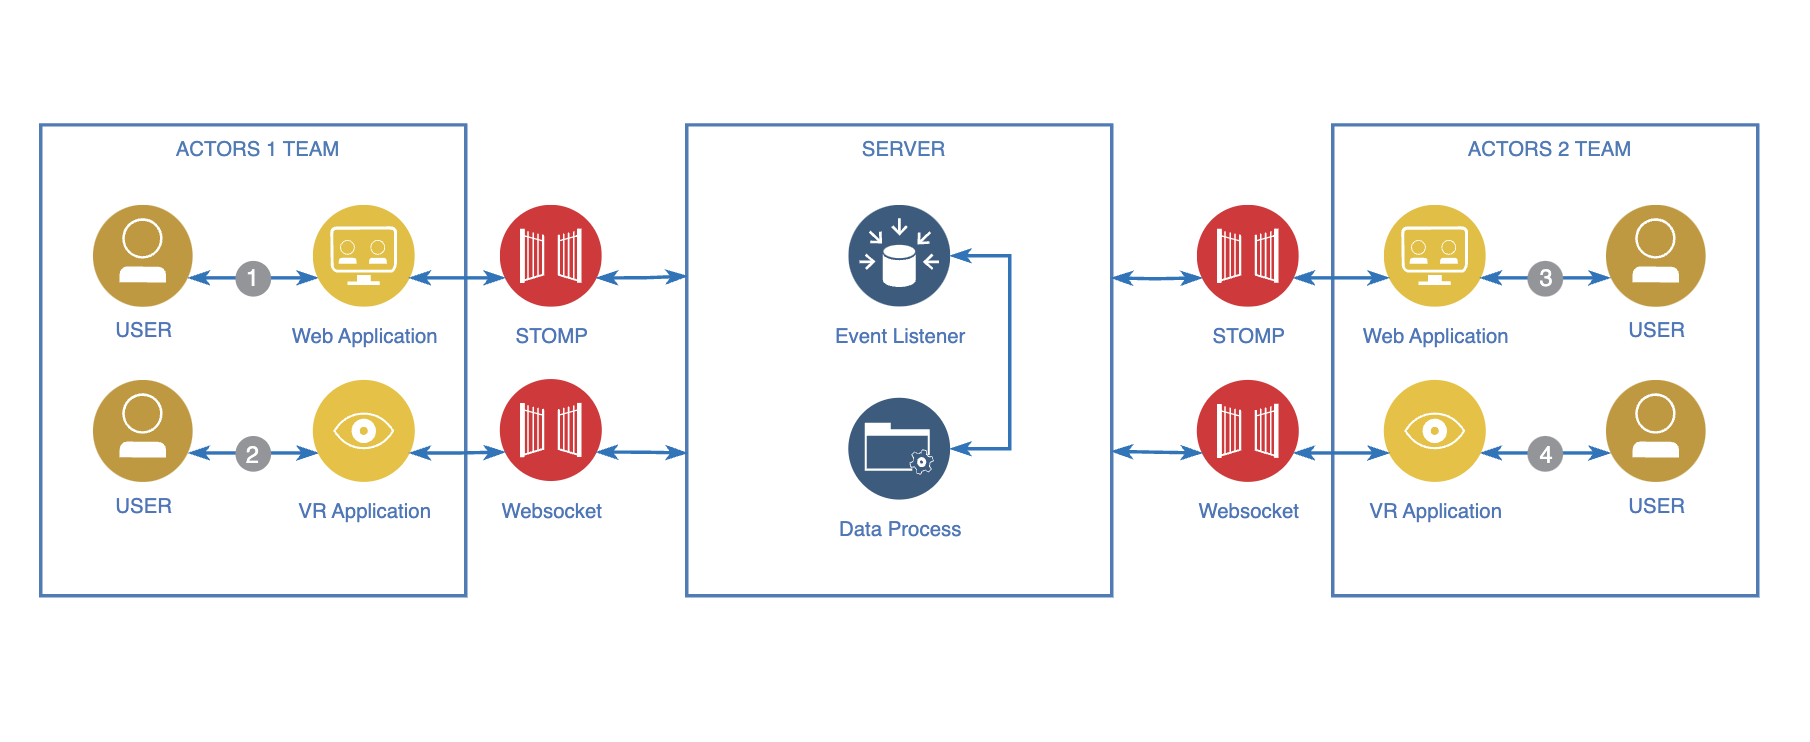 ACTORS 1 TEAM
SERVER
ACTORS 2 TEAM
1
3
USER
Web Application
STOMP
Event Listener
STOMP
Web Application
USER
2
4
USER
VR Application
Websocket
Data Process
Websocket
VR Application
USER